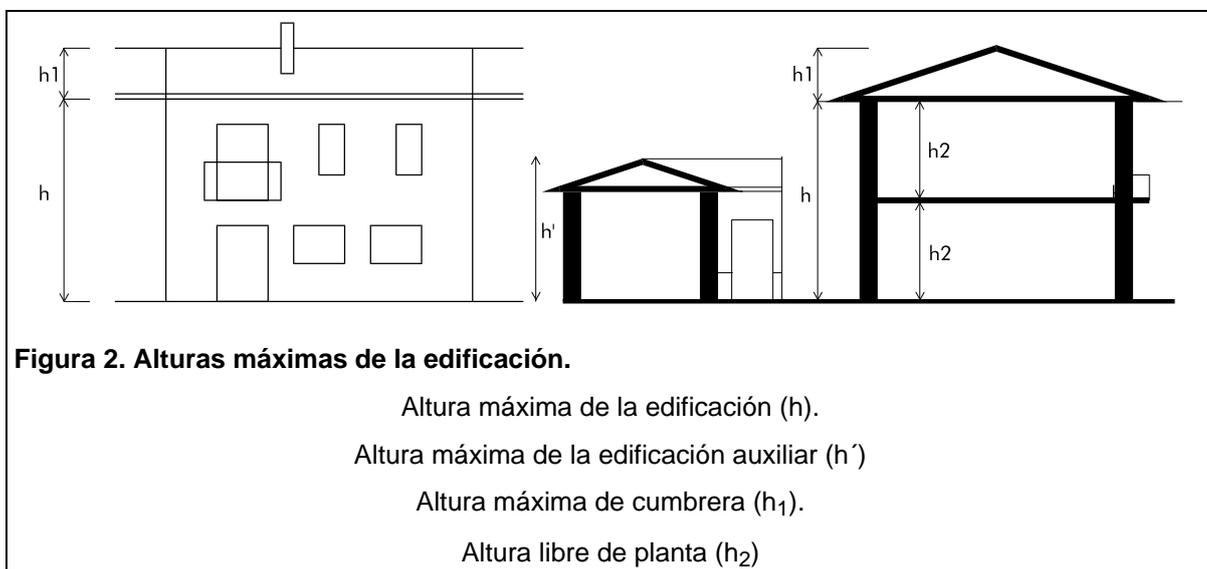 h1
h
h'
h
h1
h2
h2
Figura 2. Alturas máximas de la edificación.
Altura máxima de la edificación (h).
Altura máxima de la edificación auxiliar (h´)
Altura máxima de cumbrera (h₁).
Altura libre de planta (h₂)